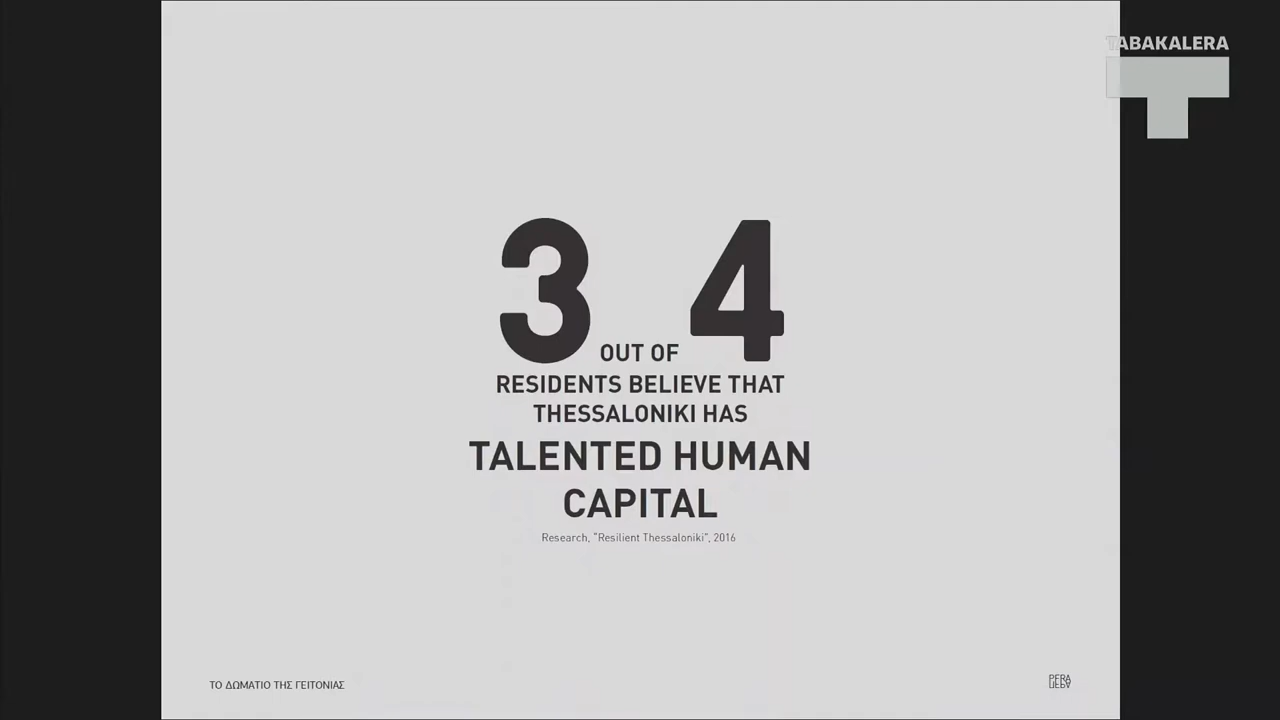 TABAKALERA
3 OUT OF 4
RESIDENTS BELIEVE THAT
THESSALONIKI HAS
TALENTED HUMAN
CAPITAL
Research, "Resilient Thessaloniki", 2016
ΤΟ ΔΩΜΑΤΙΟ ΤΗΣ ΓΕΙΤΟΝΙΑΣ
PERA